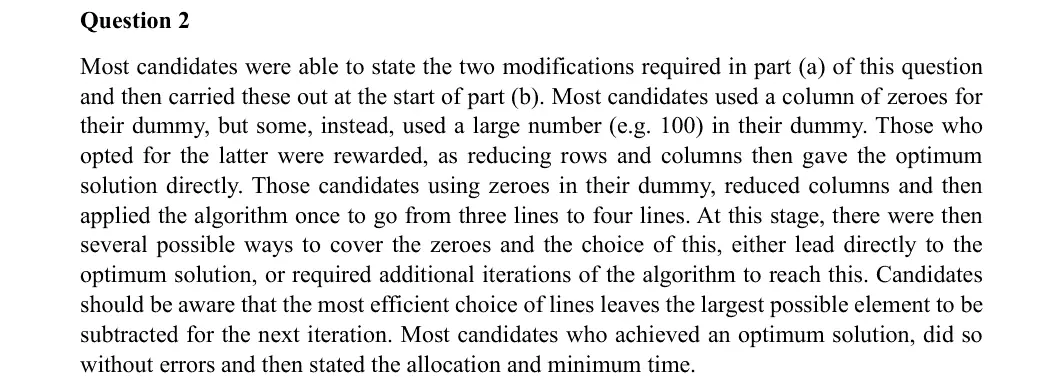 Question 2
Most candidates were able to state the two modifications required in part (a) of this question
and then carried these out at the start of part (b). Most candidates used a column of zeroes for
their dummy, but some, instead, used a large number (e.g. 100) in their dummy. Those who
opted for the latter were rewarded, as reducing rows and columns then gave the optimum
solution directly. Those candidates using zeroes in their dummy, reduced columns and then
applied the algorithm once to go from three lines to four lines. At this stage, there were then
several possible ways to cover the zeroes and the choice of this, either lead directly to the
optimum solution, or required additional iterations of the algorithm to reach this. Candidates
should be aware that the most efficient choice of lines leaves the largest possible element to be
subtracted for the next iteration. Most candidates who achieved an optimum solution, did so
without errors and then stated the allocation and minimum time.